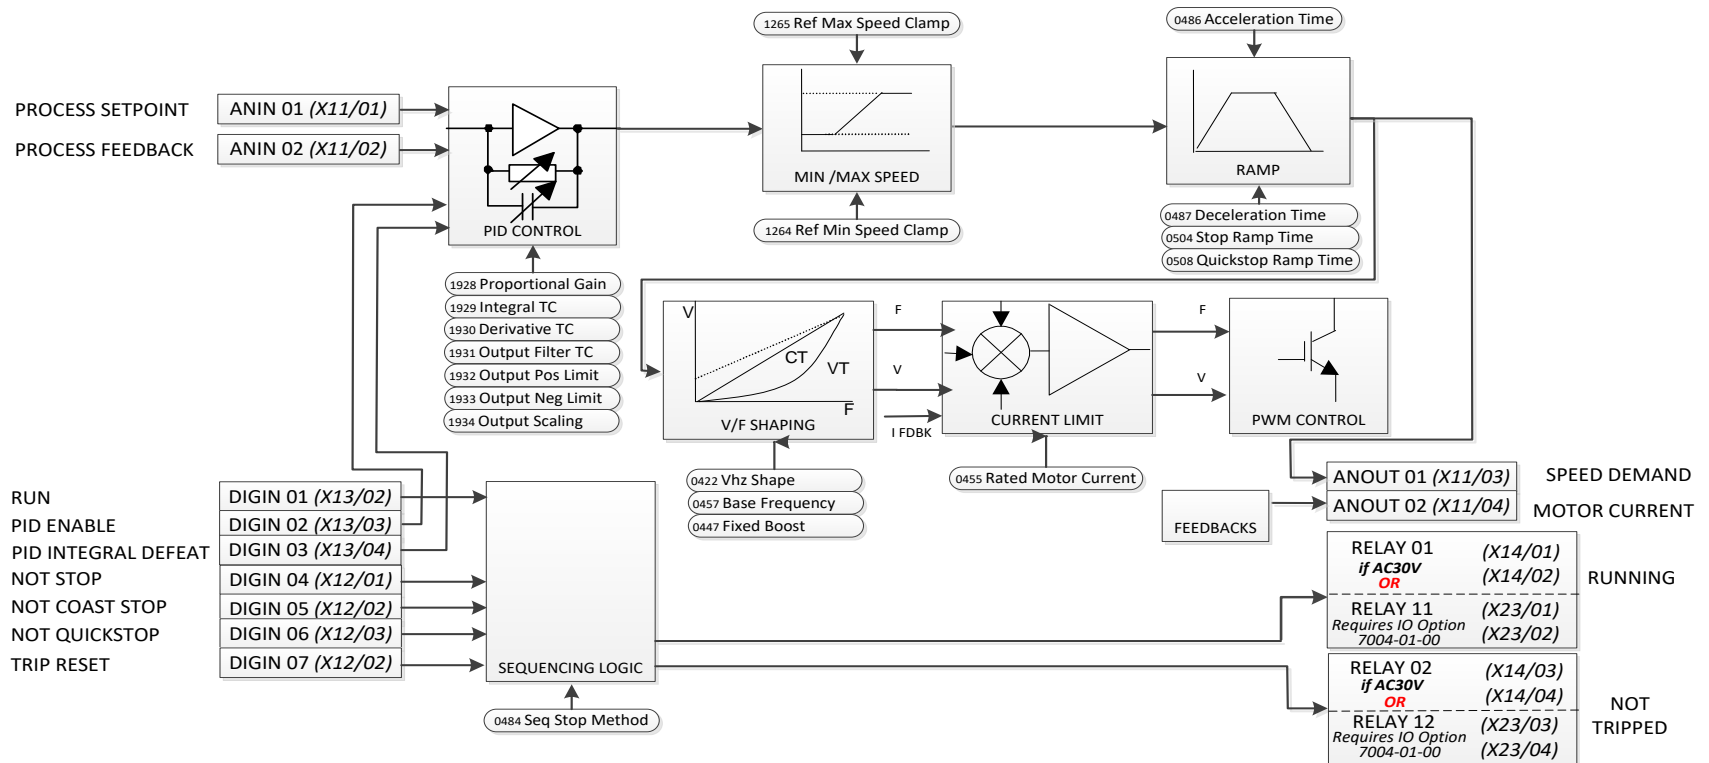 1265 Ref Max Speed Clamp
0486 Acceleration Time
PROCESS SETPOINT
ANIN 01 (X11/01)
PROCESS FEEDBACK
ANIN 02 (X11/02)
PID CONTROL
MIN /MAX SPEED
RAMP
1264 Ref Min Speed Clamp
0487 Deceleration Time
0504 Stop Ramp Time
0508 Quickstop Ramp Time
1928 Proportional Gain
1929 Integral TC
1930 Derivative TC
1931 Output Filter TC
1932 Output Pos Limit
1933 Output Neg Limit
1934 Output Scaling
V
CT
VT
F
V/F SHAPING
F
V
I FDBK
CURRENT LIMIT
F
V
PWM CONTROL
0422 Vhz Shape
0457 Base Frequency
0447 Fixed Boost
0455 Rated Motor Current
RUN
DIGIN 01 (X13/02)
PID ENABLE
DIGIN 02 (X13/03)
PID INTEGRAL DEFEAT
DIGIN 03 (X13/04)
NOT STOP
DIGIN 04 (X12/01)
NOT COAST STOP
DIGIN 05 (X12/02)
NOT QUICKSTOP
DIGIN 06 (X12/03)
TRIP RESET
DIGIN 07 (X12/02)
SEQUENCING LOGIC
0484 Seq Stop Method
FEEDBACKS
ANOUT 01 (X11/03)
SPEED DEMAND
ANOUT 02 (X11/04)
MOTOR CURRENT
RELAY 01 (X14/01)
if AC30V (X14/02)
OR
RUNNING
RELAY 11 (X23/01)
Requires IO Option
7004-01-00 (X23/02)
RELAY 02 (X14/03)
if AC30V (X14/04)
OR
NOT
TRIPPED
RELAY 12 (X23/03)
Requires IO Option
7004-01-00 (X23/04)